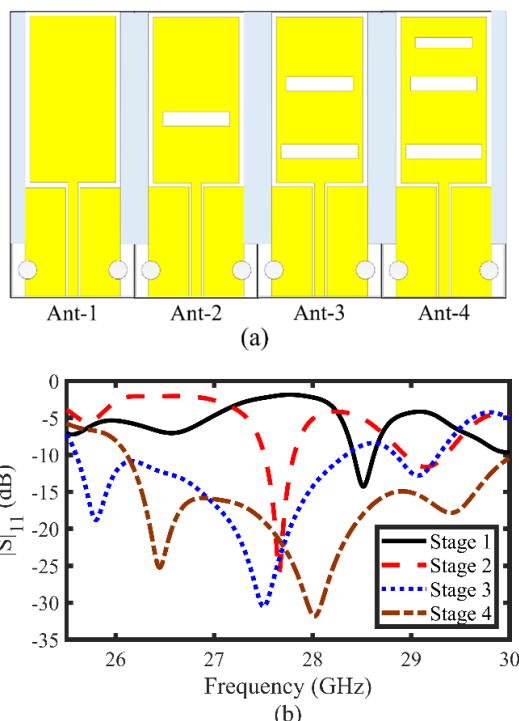 Ant-1 Ant-2 Ant-3 Ant-4
(a)
0
-5
-10
-15
-20
-25
-30
-35
|S|11 (dB)
Stage 1
Stage 2
Stage 3
Stage 4
26 27 28 29 30
Frequency (GHz)
(b)